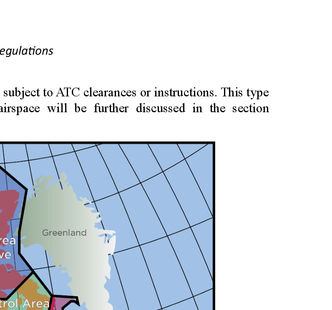 egulations
subject to ATC clearances or instructions. This type
airspace will be further discussed in the section
Greenland
rea
ve
trol Area